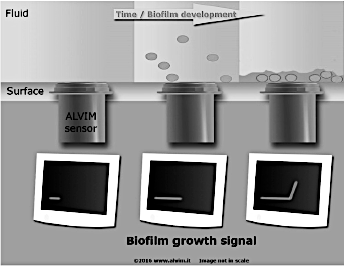 Fluid
Time / Biofilm development
Surface
ALVIM
sensor
Biofilm growth signal
©2016 www.alvim.it Image not in scale